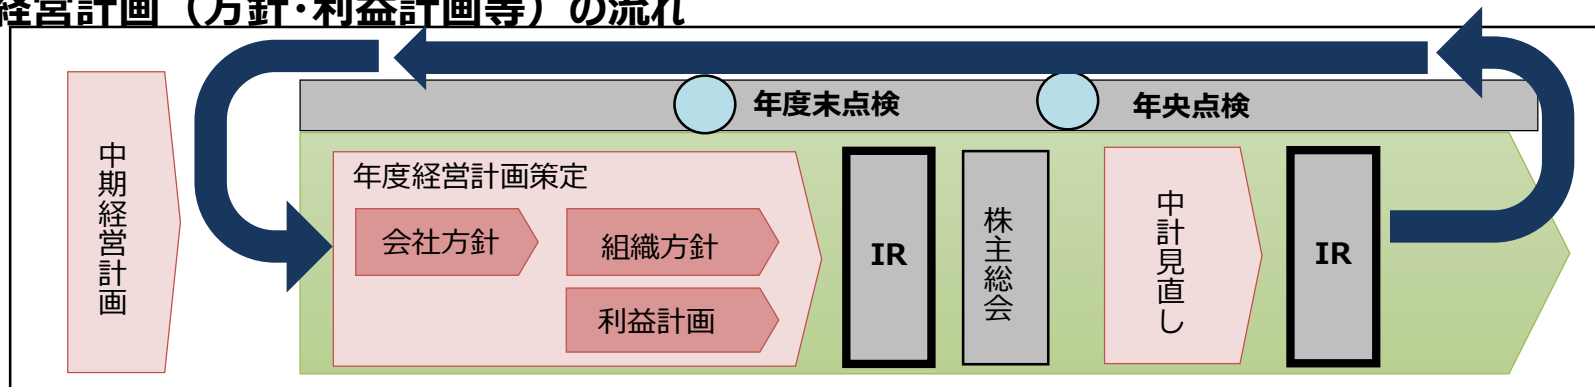 経営計画（方針･利益計画等）の流れ
年度末点検
年央点検
中期経営計画
年度経営計画策定
会社方針
組織方針
利益計画
IR
株主総会
中計見直し
IR